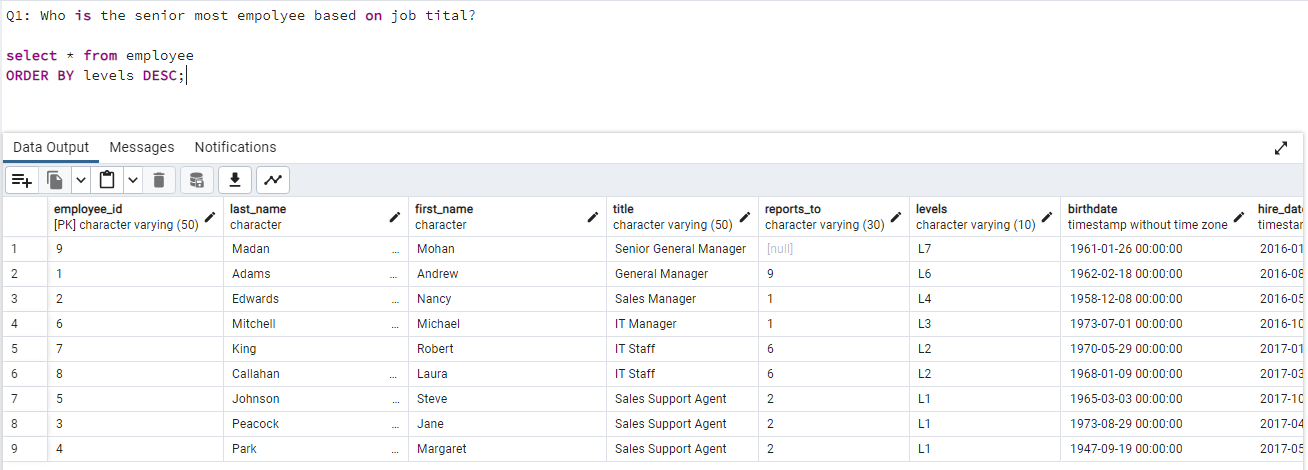 Q1: Who is the senior most empolyee based on job tital?
select * from employee
ORDER BY levels DESC;
Data Output Messages Notifications
employee_id last_name first_name title reports_to levels birthdate hire_dat
[PK] character varying (50) character character character varying (50) character varying (30) character varying (10) timestamp without time zone timestar
1 9 Madan ... Mohan Senior General Manager [null] L7 1961-01-26 00:00:00 2016-01
2 1 Adams ... Andrew General Manager 9 L6 1962-02-18 00:00:00 2016-08
3 2 Edwards ... Nancy Sales Manager 1 L4 1958-12-08 00:00:00 2016-05
4 6 Mitchell ... Michael IT Manager 1 L3 1973-07-01 00:00:00 2016-10
5 7 King ... Robert IT Staff 6 L2 1970-05-29 00:00:00 2017-01
6 8 Callahan ... Laura IT Staff 6 L2 1968-01-09 00:00:00 2017-03
7 5 Johnson ... Steve Sales Support Agent 2 L1 1965-03-03 00:00:00 2017-10
8 3 Peacock ... Jane Sales Support Agent 2 L1 1973-08-29 00:00:00 2017-04
9 4 Park ... Margaret Sales Support Agent 2 L1 1947-09-19 00:00:00 2017-05